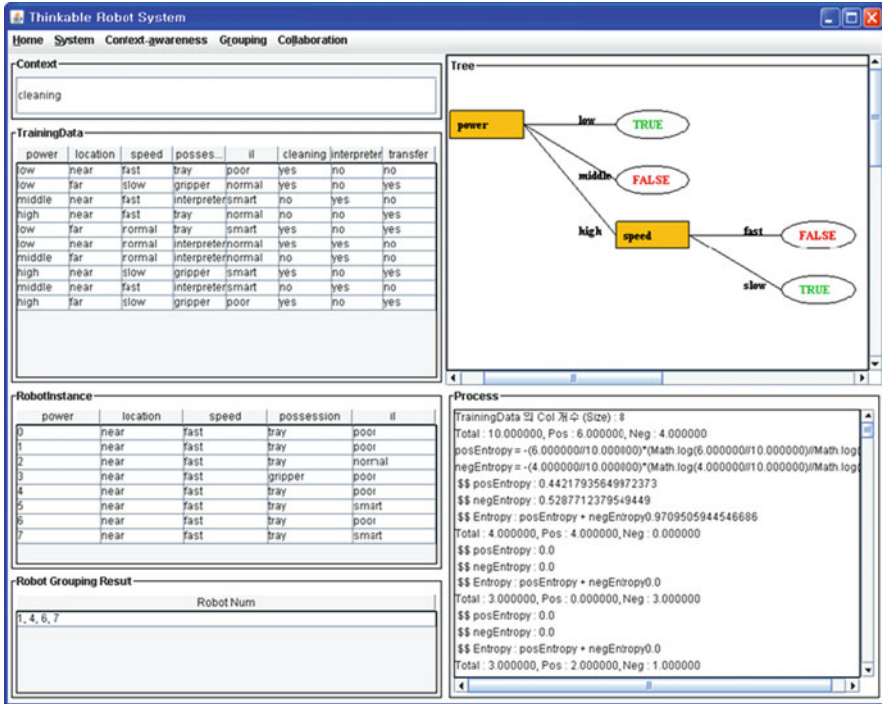 Thinkable Robot System
Home System Context-awareness Grouping Collaboration
Context
cleaning
TrainingData
power location speed posses... il cleaning interpreter transfer
low near fast tray poor yes no no
low far slow gripper normal yes no yes
middle near fast interpreter smart no yes no
high near fast tray normal no no yes
low far normal tray smart yes no yes
low near normal interpreter normal yes no yes
middle far normal interpreter normal no yes no
high near slow gripper smart yes no yes
middle near fast interpreter smart no yes no
high far slow gripper poor yes no yes
RobotInstance
power location speed possession il
0 near fast tray poor
1 near fast tray poor
2 near fast tray normal
3 near fast gripper poor
4 near fast tray poor
5 near fast tray smart
6 near fast tray poor
7 near fast tray smart
Robot Grouping Result
Robot Num
1, 4, 6, 7
Tree
power
low
TRUE
middle
FALSE
high
speed
fast
FALSE
slow
TRUE
Process
TrainingData 의 Col 개수 (Size) : 8
Total : 10.000000, Pos : 6.000000, Neg : 4.000000
posEntropy = -(6.000000//10.000000)*(Math.log(6.000000//10.000000)//Math.log(
negEntropy = -(4.000000//10.000000)*(Math.log(4.000000//10.000000)//Math.log(
$$ posEntropy : 0.44217935649972373
$$ negEntropy : 0.5287712379549449
$$ Entropy : posEntropy + negEntropy0.9709505944546686
Total : 4.000000, Pos : 4.000000, Neg : 0.000000
$$ posEntropy : 0.0
$$ negEntropy : 0.0
$$ Entropy : posEntropy + negEntropy0.0
Total : 3.000000, Pos : 0.000000, Neg : 3.000000
$$ posEntropy : 0.0
$$ negEntropy : 0.0
$$ Entropy : posEntropy + negEntropy0.0
Total : 3.000000, Pos : 2.000000, Neg : 1.000000